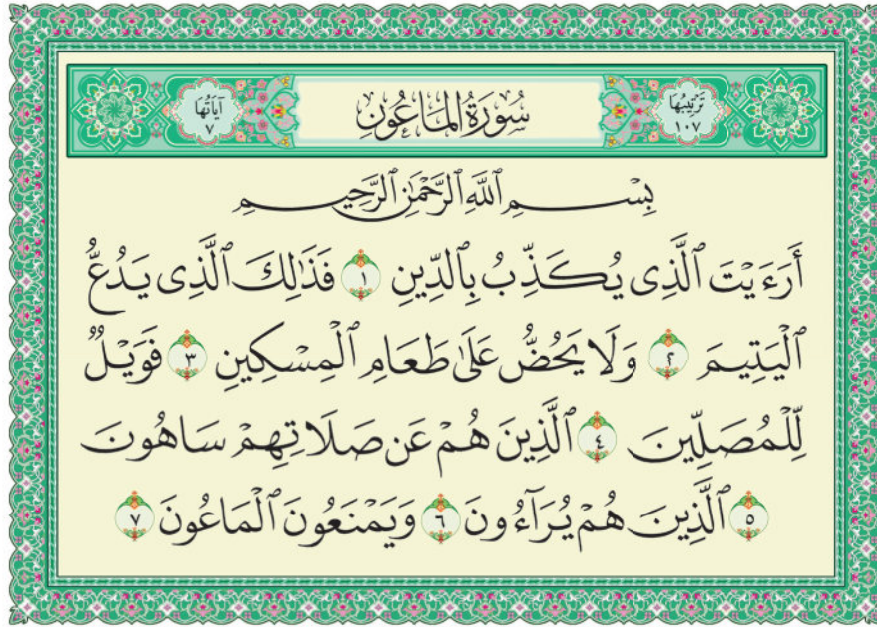 ترتيبها
١٠٧
سُورَةُ المَاعُونِ
آياتها
٧
بِسْمِ ٱللَّهِ ٱلرَّحْمَٰنِ ٱلرَّحِيمِ
أَرَءَيْتَ ٱلَّذِى يُكَذِّبُ بِٱلدِّينِ ١ فَذَٰلِكَ ٱلَّذِى يَدُعُّ
ٱلْيَتِيمَ ٢ وَلَا يَحُضُّ عَلَىٰ طَعَامِ ٱلْمِسْكِينِ ٣ فَوَيْلٌ
لِّلْمُصَلِّينَ ٤ ٱلَّذِينَ هُمْ عَن صَلَاتِهِمْ سَاهُونَ
٥ ٱلَّذِينَ هُمْ يُرَآءُونَ ٦ وَيَمْنَعُونَ ٱلْمَاعُونَ ٧